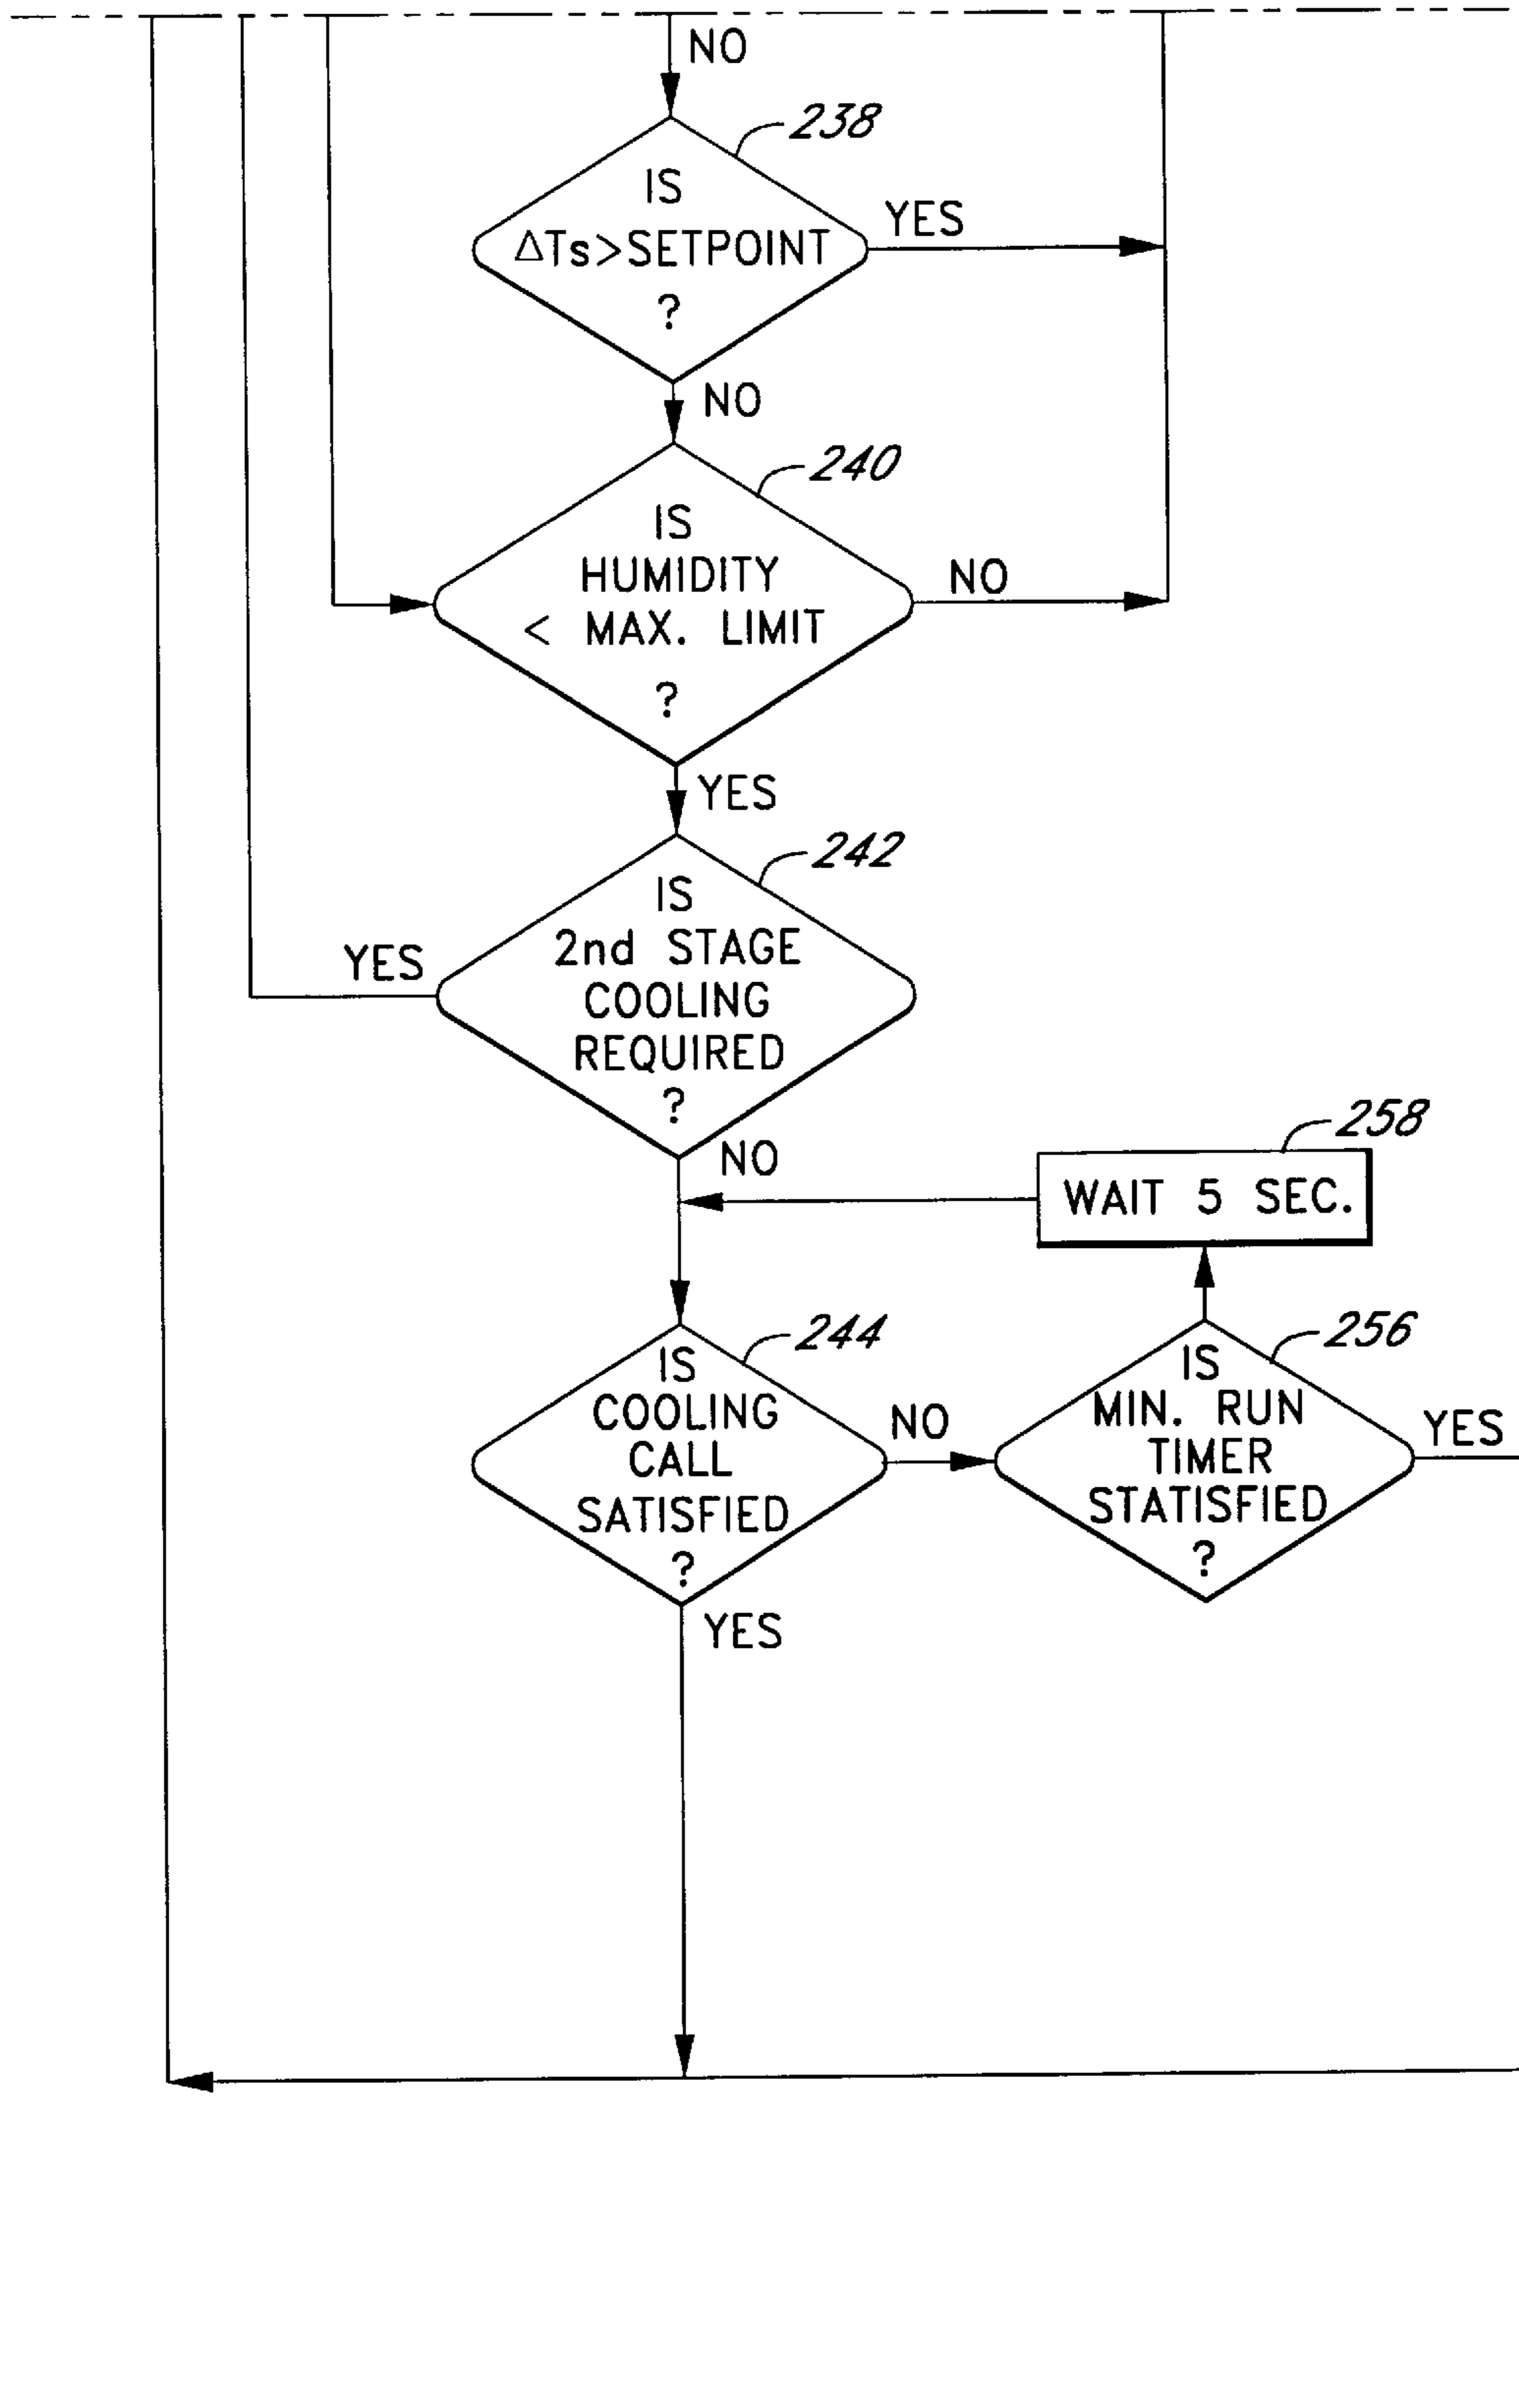 NO
238
IS
ΔTs>SETPOINT
?
YES
NO
240
IS
HUMIDITY
< MAX. LIMIT
?
NO
YES
242
IS
2nd STAGE
COOLING
REQUIRED
?
YES
NO
258
WAIT 5 SEC.
244
IS
COOLING
CALL
SATISFIED
?
NO
256
IS
MIN. RUN
TIMER
STATISFIED
?
YES
YES